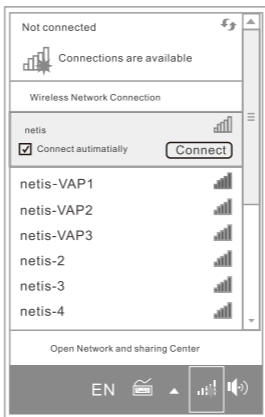 Not connected
Connections are available
Wireless Network Connection
netis
Connect autimatially
Connect
netis-VAP1
netis-VAP2
netis-VAP3
netis-2
netis-3
netis-4
Open Network and sharing Center
EN